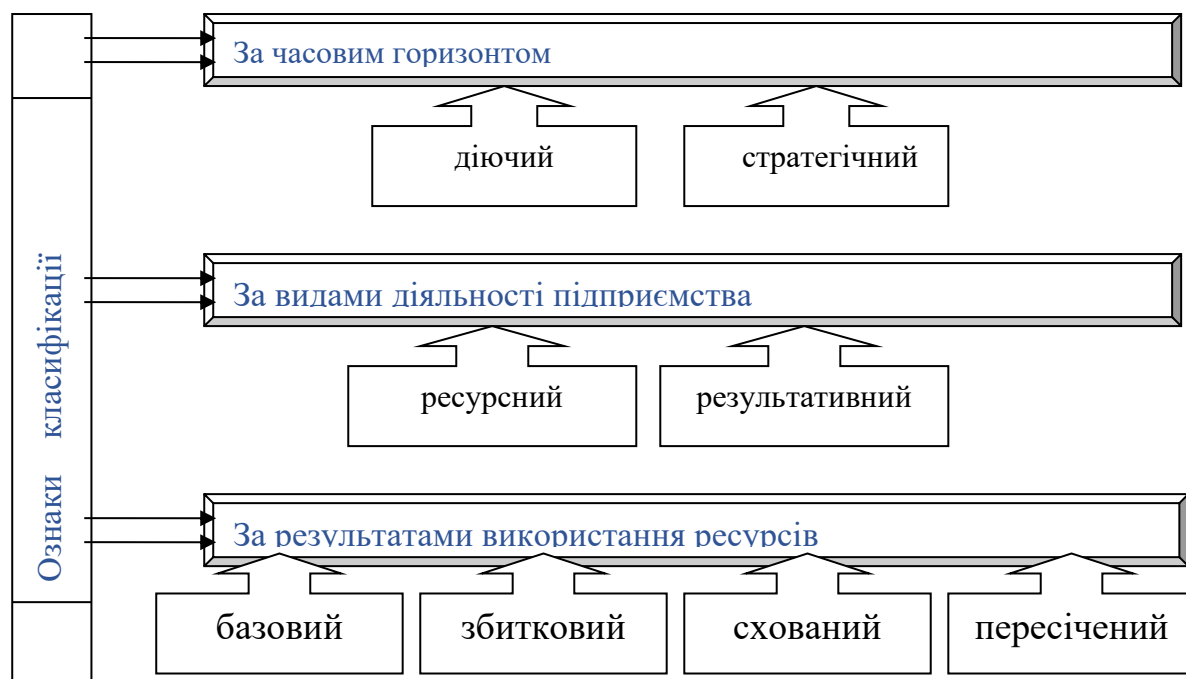 За часовим горизонтом
діючий
стратегічний
Ознаки класифікації
За видами діяльності підприємства
ресурсний
результативний
За результатами використання ресурсів
базовий
збитковий
схований
пересічений